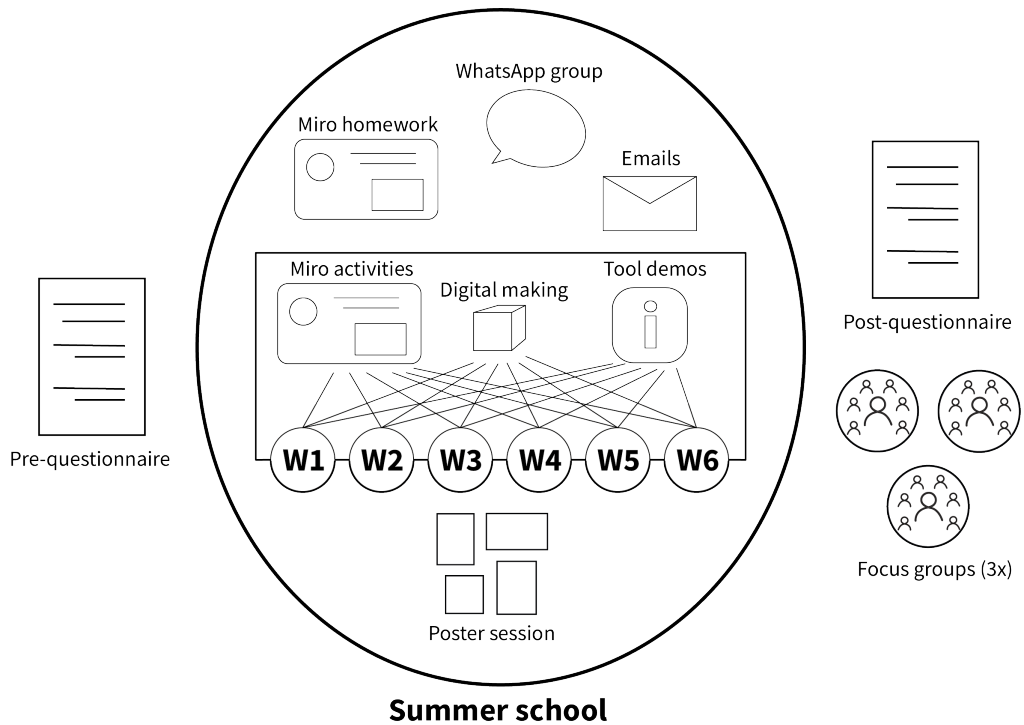 WhatsApp group
Miro homework
Emails
Miro activities
Digital making
Tool demos
W1 W2 W3 W4 W5 W6
Poster session
Summer school
Pre-questionnaire
Post-questionnaire
Focus groups (3x)